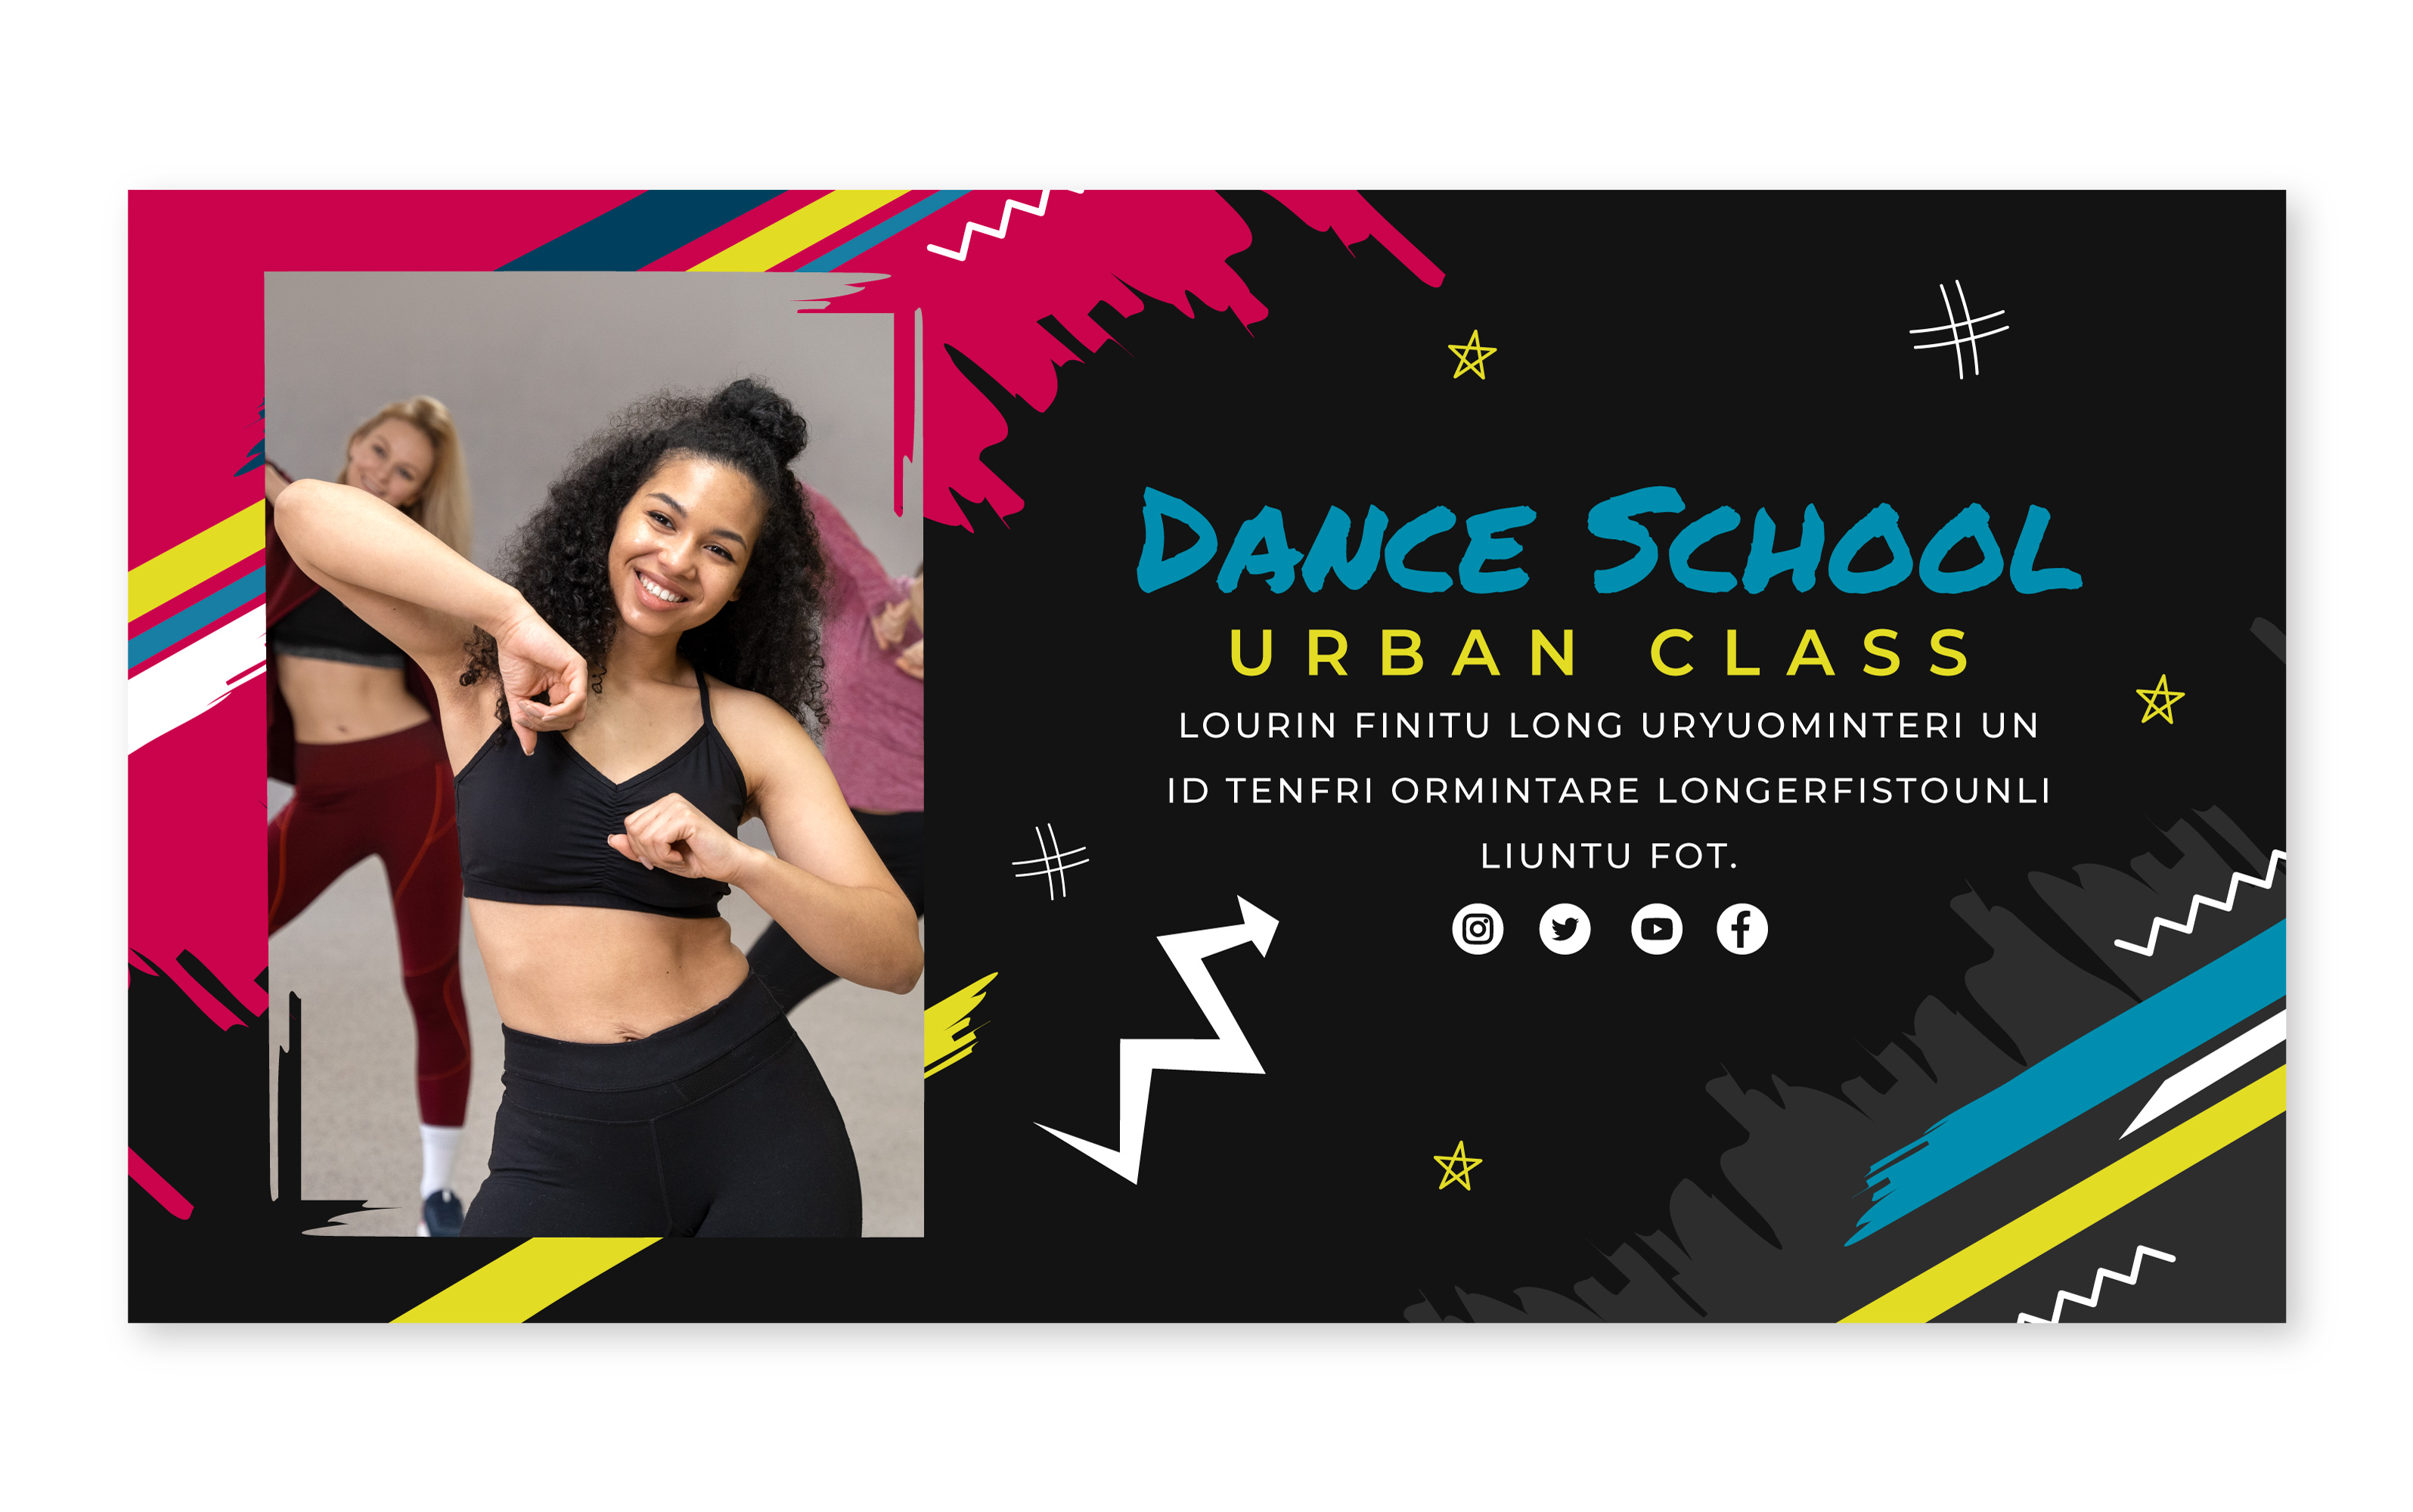 DANCE SCHOOL
URBAN CLASS
LOURIN FINITU LONG URYUOMINTERI UN
ID TENFRI ORMINTARE LONGERFISTOUNLI
LIUNTU FOT.